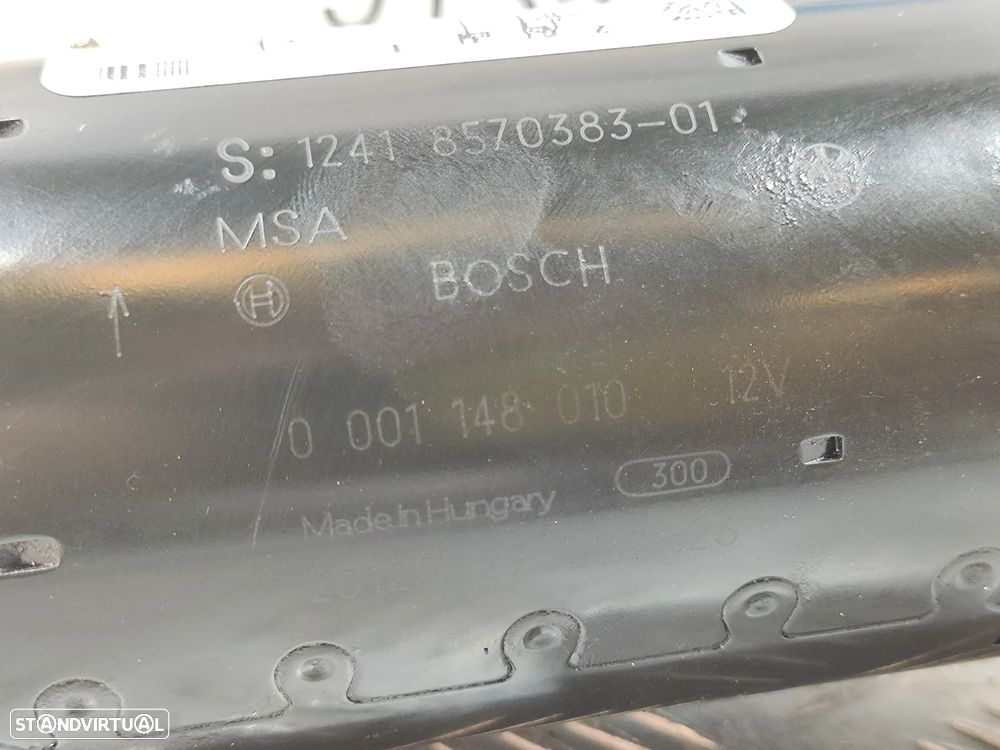 S: 1241 8570383-01
MSA
BOSCH
H
0 001 148 010 12V
300
Made in Hungary
STANDVIRTUAL